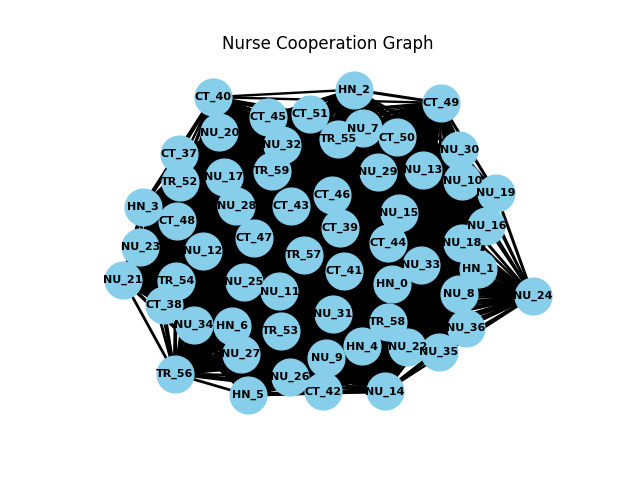 Nurse Cooperation Graph
HN_2
CT_40
CT_49
CT_51
CT_45
NU_7
NU_20
CT_50
TR_55
NU_32
NU_30
CT_37
TR_59
NU_13
NU_29
NU_17
NU_10
TR_52
NU_19
CT_46
NU_28
CT_43
HN_3
NU_15
CT_48
NU_16
CT_39
CT_47
NU_18
CT_44
NU_23
NU_12
TR_57
NU_33
HN_1
CT_41
NU_21
TR_54
NU_25
HN_0
NU_11
NU_8
NU_24
CT_38
NU_31
TR_58
NU_34
HN_6
NU_36
TR_53
HN_4
NU_22
NU_35
NU_27
NU_9
TR_56
NU_26
CT_42
NU_14
HN_5